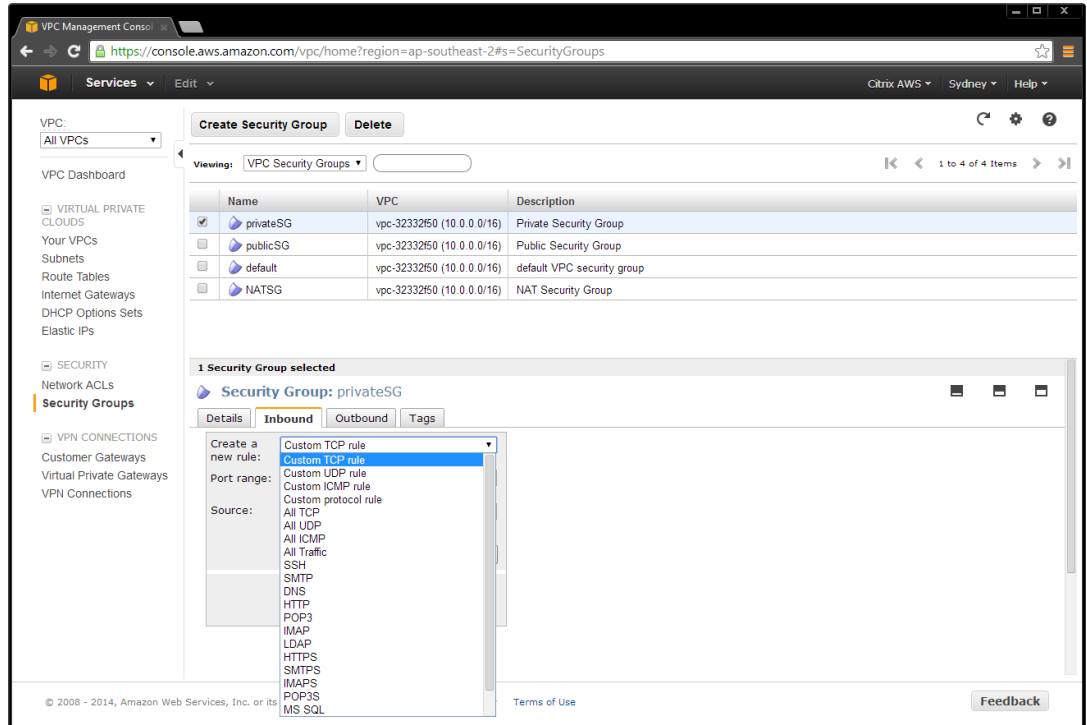 VPC Management Consol
https://console.aws.amazon.com/vpc/home?region=ap-southeast-2#s=SecurityGroups
Services Edit Citrix AWS Sydney Help
VPC:
All VPCs
VPC Dashboard
VIRTUAL PRIVATE
CLOUDS
Your VPCs
Subnets
Route Tables
Internet Gateways
DHCP Options Sets
Elastic IPs
SECURITY
Network ACLs
Security Groups
VPN CONNECTIONS
Customer Gateways
Virtual Private Gateways
VPN Connections
Create Security Group Delete
Viewing: VPC Security Groups 1 to 4 of 4 Items
Name VPC Description
privateSG vpc-32332f50 (10.0.0.0/16) Private Security Group
publicSG vpc-32332f50 (10.0.0.0/16) Public Security Group
default vpc-32332f50 (10.0.0.0/16) default VPC security group
NATSG vpc-32332f50 (10.0.0.0/16) NAT Security Group
1 Security Group selected
Security Group: privateSG
Details Inbound Outbound Tags
Create a
new rule:
Custom TCP rule
Port range:
Source:
Custom TCP rule
Custom UDP rule
Custom ICMP rule
Custom protocol rule
All TCP
All UDP
All ICMP
All Traffic
SSH
SMTP
DNS
HTTP
POP3
IMAP
LDAP
HTTPS
SMTPS
IMAPS
POP3S
MS SQL
© 2008 - 2014, Amazon Web Services, Inc. or its Terms of Use
Feedback